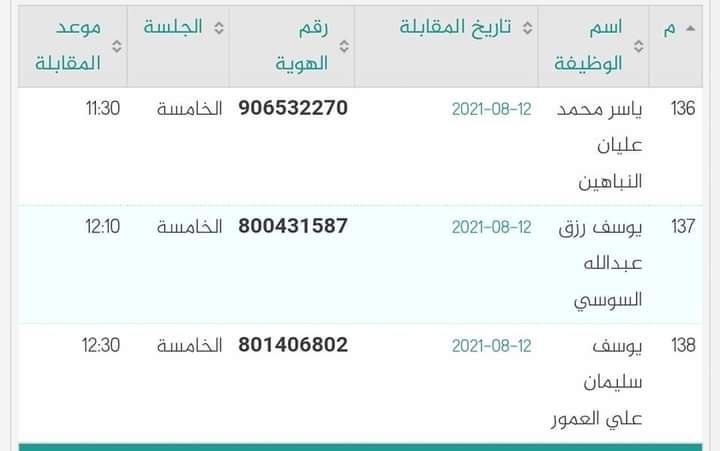 م اسم الوظيفة تاريخ المقابلة رقم الهوية الجلسة موعد المقابلة
136 ياسر محمد 2021-08-12 906532270 الخامسة 11:30
عليان
النباهين
137 يوسف رزق 2021-08-12 800431587 الخامسة 12:10
عبدالله
السوسي
138 يوسف 2021-08-12 801406802 الخامسة 12:30
سليمان
علي العمور